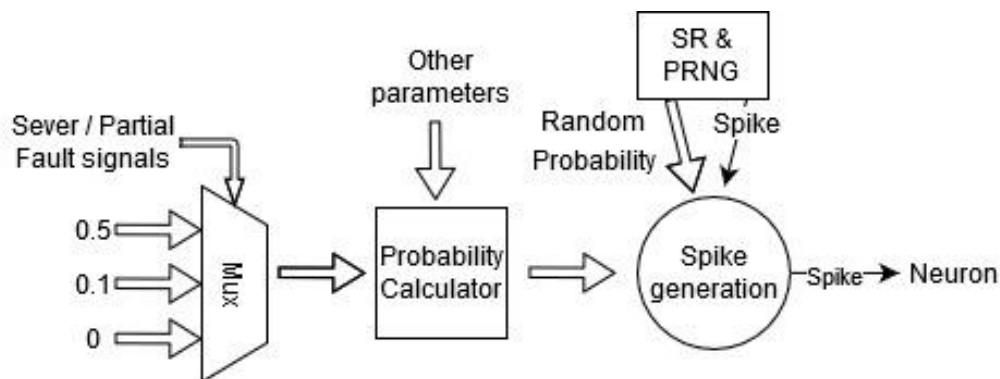 SR &
PRNG
Other
parameters
Random
Probability
Spike
Sever / Partial
Fault signals
0.5
0.1
0
Mux
Probability
Calculator
Spike
generation
Spike
Neuron